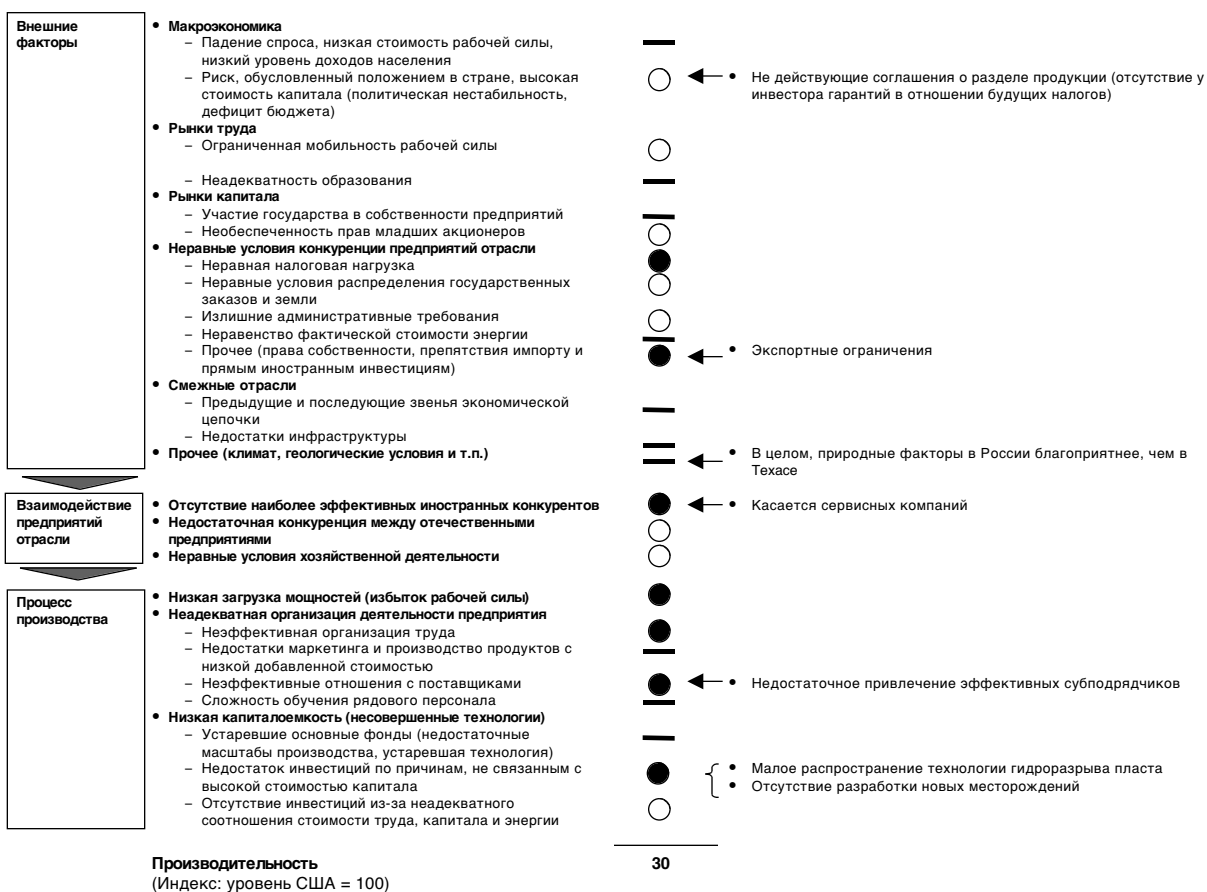 Внешние
факторы
• Макроэкономика
– Падение спроса, низкая стоимость рабочей силы,
низкий уровень доходов населения
– Риск, обусловленный положением в стране, высокая
стоимость капитала (политическая нестабильность,
дефицит бюджета)
• Не действующие соглашения о разделе продукции (отсутствие у
инвестора гарантий в отношении будущих налогов)
• Рынки труда
– Ограниченная мобильность рабочей силы
– Неадекватность образования
• Рынки капитала
– Участие государства в собственности предприятий
– Необеспеченность прав младших акционеров
• Неравные условия конкуренции предприятий отрасли
– Неравная налоговая нагрузка
– Неравные условия распределения государственных
заказов и земли
– Излишние административные требования
– Неравенство фактической стоимости энергии
– Прочее (права собственности, препятствия импорту и
прямым иностранным инвестициям)
• Экспортные ограничения
• Смежные отрасли
– Предыдущие и последующие звенья экономической
цепочки
– Недостатки инфраструктуры
• Прочее (климат, геологические условия и т.п.)
• В целом, природные факторы в России благоприятнее, чем в
Техасе
Взаимодействие
предприятий
отрасли
• Отсутствие наиболее эффективных иностранных конкурентов
• Касается сервисных компаний
• Недостаточная конкуренция между отечественными
предприятиями
• Неравные условия хозяйственной деятельности
Процесс
производства
• Низкая загрузка мощностей (избыток рабочей силы)
• Неадекватная организация деятельности предприятия
– Неэффективная организация труда
– Недостатки маркетинга и производство продуктов с
низкой добавленной стоимостью
– Неэффективные отношения с поставщиками
• Недостаточное привлечение эффективных субподрядчиков
– Сложность обучения рядового персонала
• Низкая капиталоемкость (несовершенные технологии)
– Устаревшие основные фонды (недостаточные
масштабы производства, устаревшая технология)
– Недостаток инвестиций по причинам, не связанным с
высокой стоимостью капитала
• Малое распространение технологии гидроразрыва пласта
• Отсутствие разработки новых месторождений
– Отсутствие инвестиций из-за неадекватного
соотношения стоимости труда, капитала и энергии
Производительность
30
(Индекс: уровень США = 100)